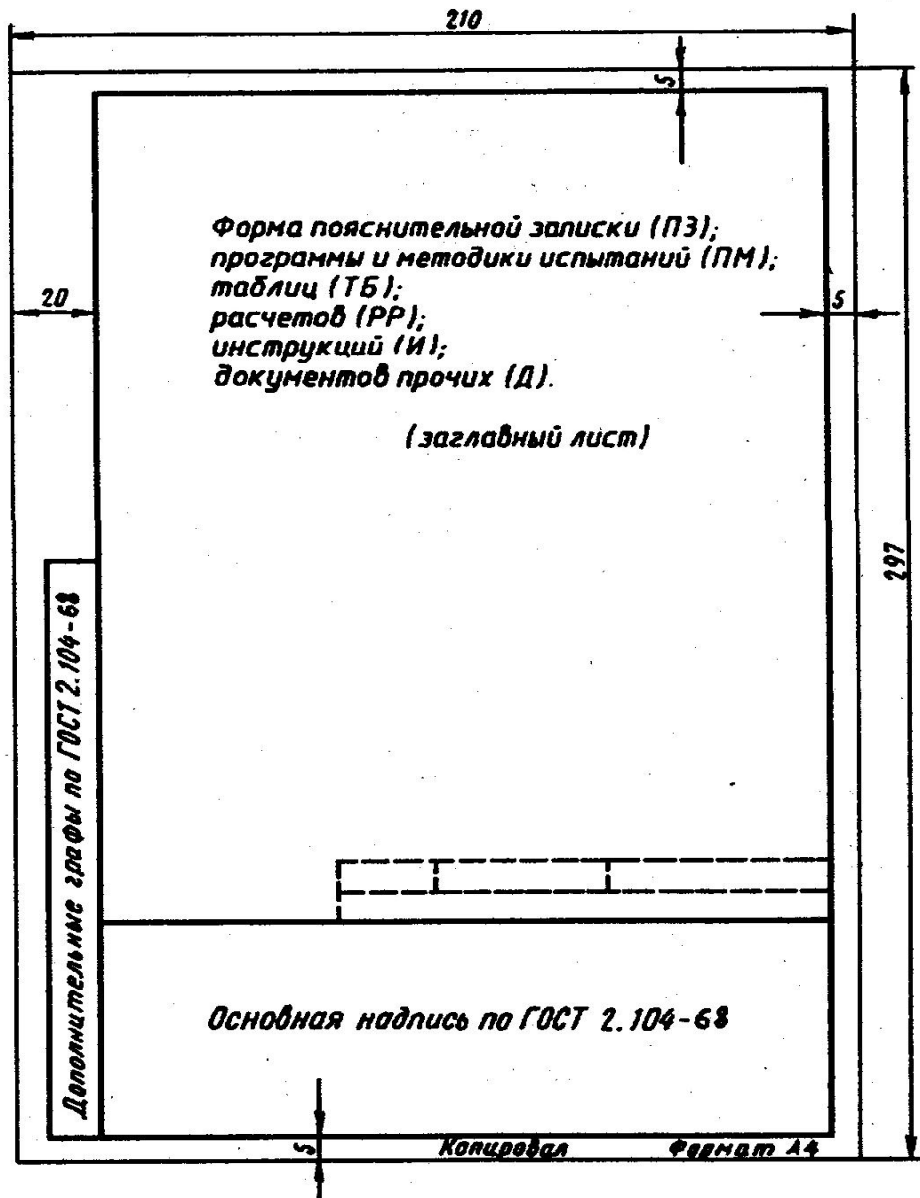 210
5
Форма пояснительной записки (ПЗ);
программы и методики испытаний (ПМ);
таблиц (ТБ);
20
5
расчетов (РР);
инструкций (И);
документов прочих (Д).
(заглавный лист)
297
Дополнительные графы по ГОСТ 2.104-68
Основная надпись по ГОСТ 2.104-68
5
Копировал
Формат А4